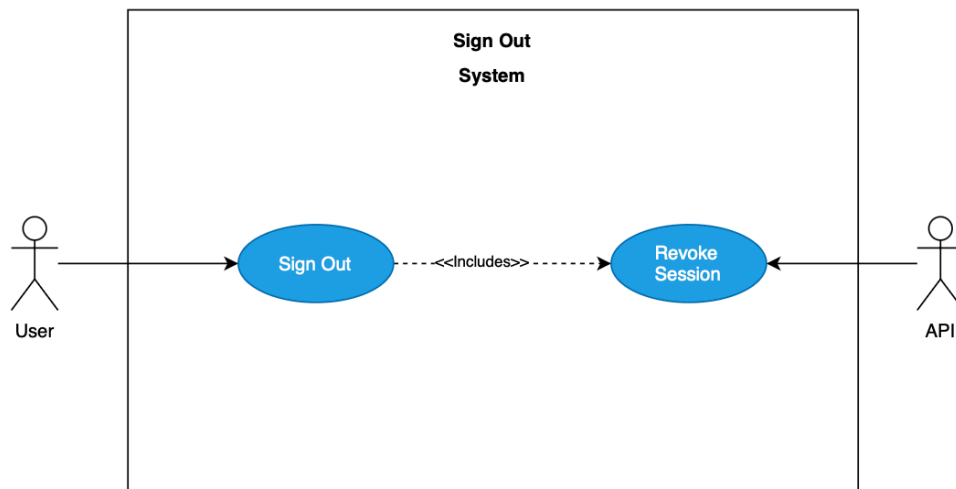 Sign Out
System
Sign Out
<<Includes>>
Revoke
Session
User
API